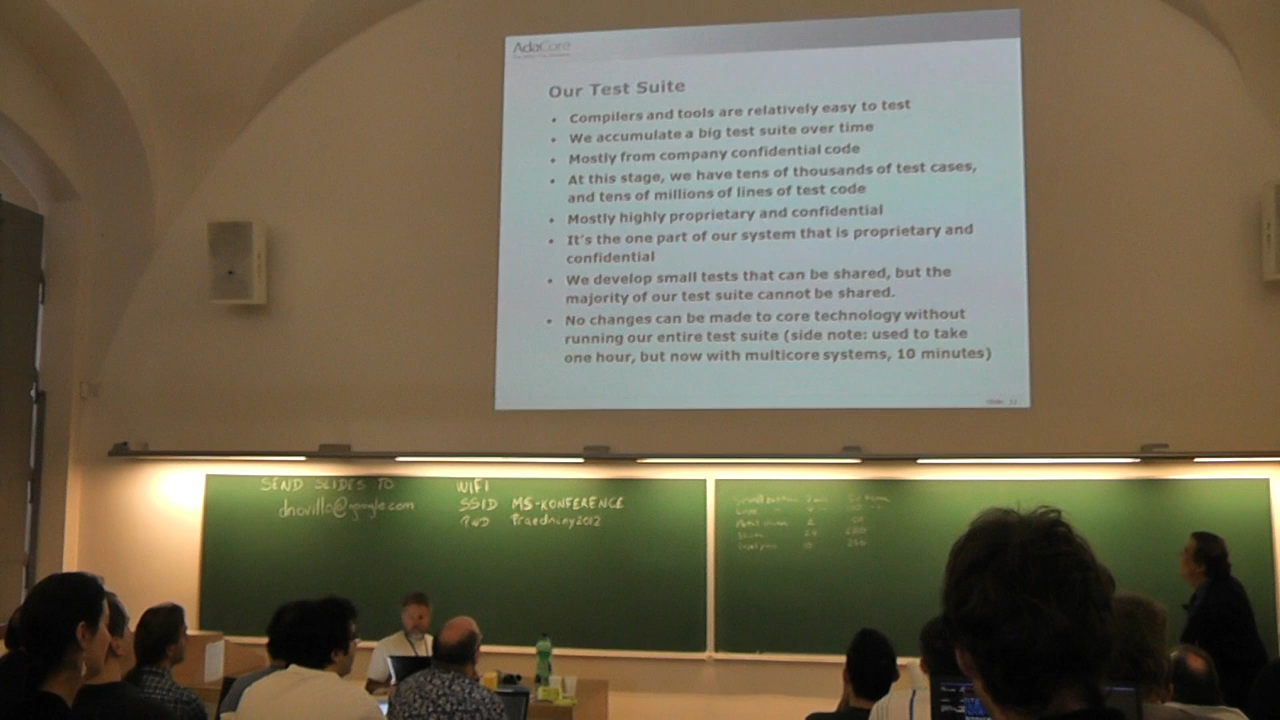 AdaCore
Our Test Suite
• Compilers and tools are relatively easy to test
• We accumulate a big test suite over time
• Mostly from company confidential code
• At this stage, we have tens of thousands of test cases,
and tens of millions of lines of test code
• Mostly highly proprietary and confidential
• It's the one part of our system that is proprietary and
confidential
• We develop small tests that can be shared, but the
majority of our test suite cannot be shared.
• No changes can be made to core technology without
running our entire test suite (side note: used to take
one hour, but now with multicore systems, 10 minutes)
SEND SLIDES TO
dnovillo@google.com
WIFI
SSID MS-KONFERENCE
PWD